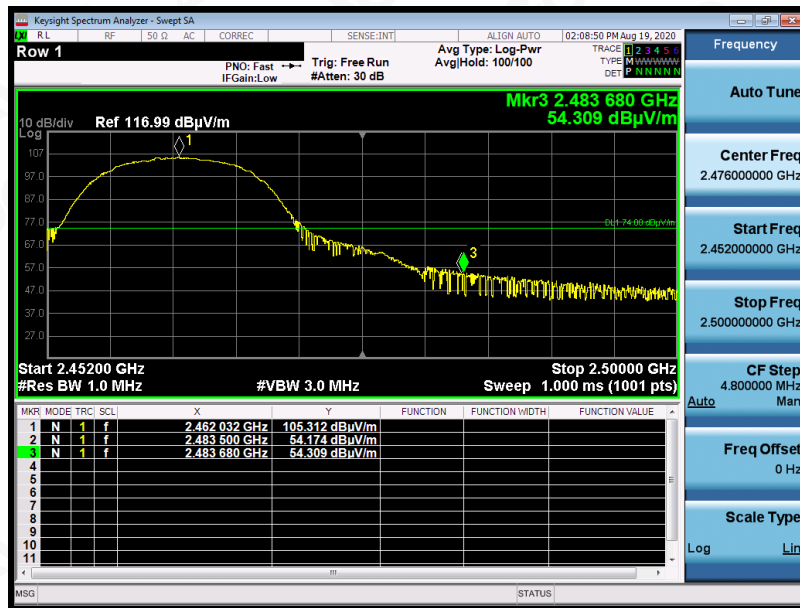 Keysight Spectrum Analyzer - Swept SA
LXI RL RF 50 Ω AC CORREC SENSE:INT ALIGN AUTO 02:08:50 PM Aug 19, 2020
Row 1
PNO: Fast
IFGain:Low
Trig: Free Run
#Atten: 30 dB
Avg Type: Log-Pwr
Avg|Hold: 100/100
TRACE 1 2 3 4 5 6
TYPE M W W W W W
DET P N N N N N
Mkr3 2.483 680 GHz
54.309 dBµV/m
10 dB/div Ref 116.99 dBµV/m
Log
1
107
97.0
87.0
77.0
DL1 74.00 dBµV/m
67.0
3
57.0
47.0
37.0
27.0
Start 2.45200 GHz Stop 2.50000 GHz
#Res BW 1.0 MHz #VBW 3.0 MHz Sweep 1.000 ms (1001 pts)
MKR MODE TRC SCL X Y FUNCTION FUNCTION WIDTH FUNCTION VALUE
1 N 1 f 2.462 032 GHz 105.312 dBµV/m
2 N 1 f 2.483 500 GHz 54.174 dBµV/m
3 N 1 f 2.483 680 GHz 54.309 dBµV/m
4
5
6
7
8
9
10
11
MSG STATUS
Frequency
Auto Tune
Center Freq
2.476000000 GHz
Start Freq
2.452000000 GHz
Stop Freq
2.500000000 GHz
CF Step
4.800000 MHz
Auto Man
Freq Offset
0 Hz
Scale Type
Log Lin